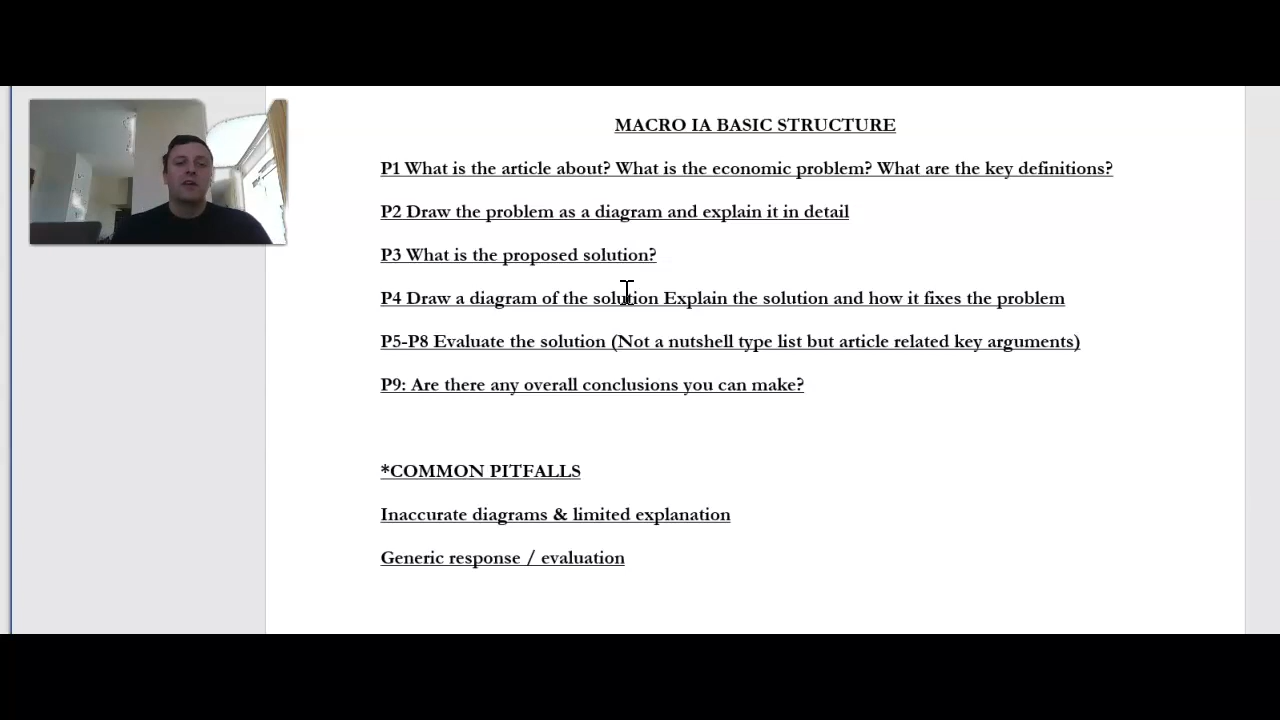 MACRO IA BASIC STRUCTURE
P1 What is the article about? What is the economic problem? What are the key definitions?
P2 Draw the problem as a diagram and explain it in detail
P3 What is the proposed solution?
P4 Draw a diagram of the solution Explain the solution and how it fixes the problem
P5-P8 Evaluate the solution (Not a nutshell type list but article related key arguments)
P9: Are there any overall conclusions you can make?
*COMMON PITFALLS
Inaccurate diagrams & limited explanation
Generic response / evaluation